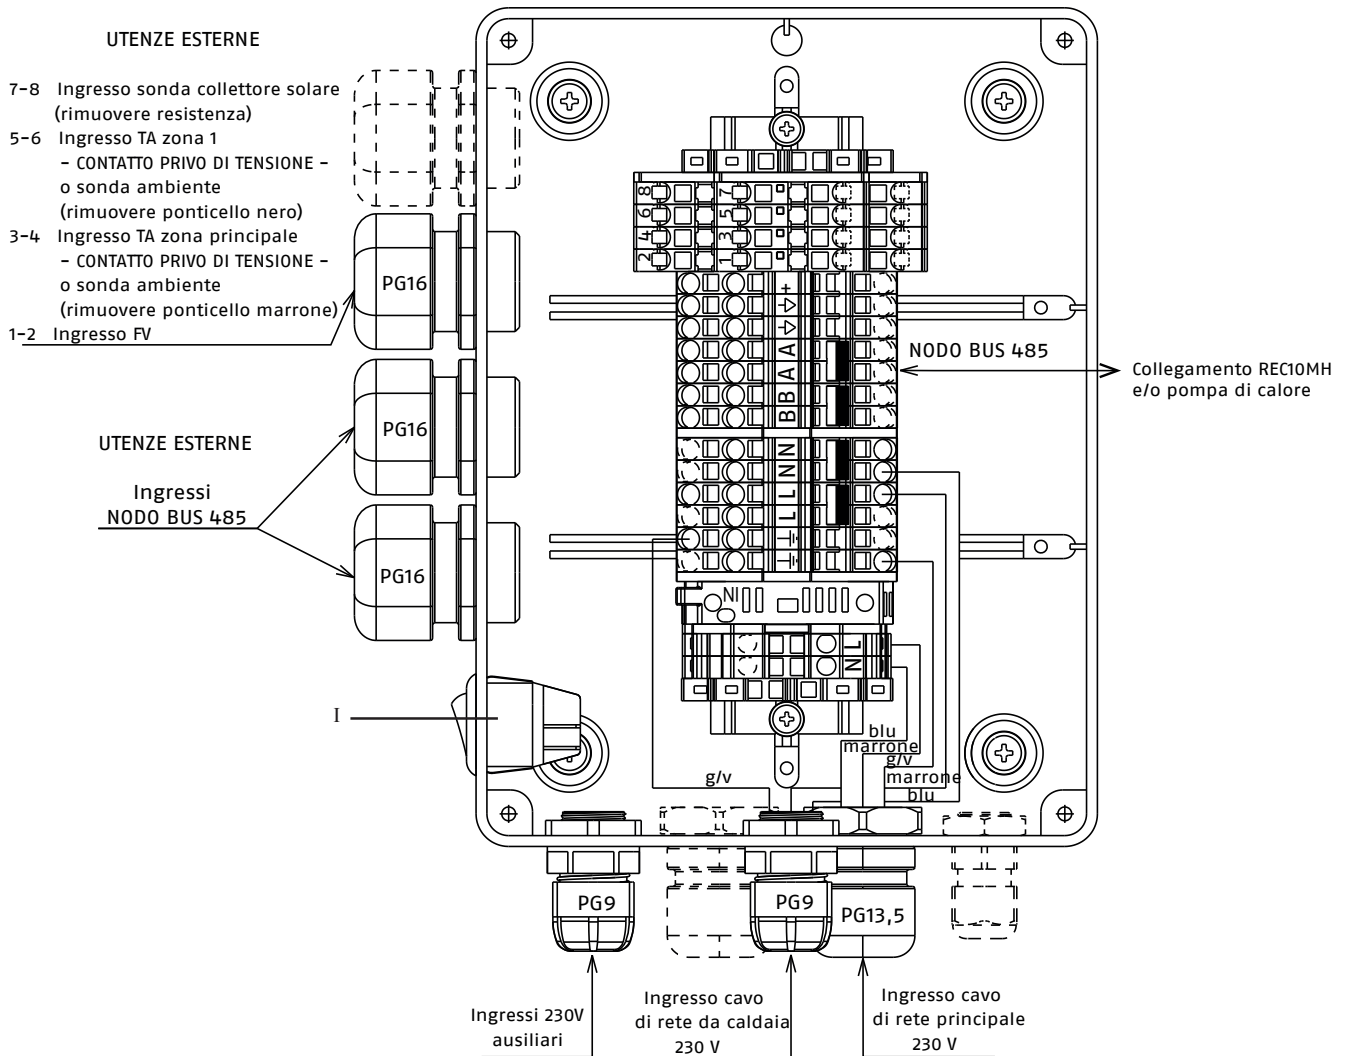 UTENZE ESTERNE
7-8 Ingresso sonda collettore solare
(rimuovere resistenza)
5-6 Ingresso TA zona 1
- CONTATTO PRIVO DI TENSIONE -
o sonda ambiente
(rimuovere ponticello nero)
3-4 Ingresso TA zona principale
- CONTATTO PRIVO DI TENSIONE -
o sonda ambiente
(rimuovere ponticello marrone)
1-2 Ingresso FV
PG16
PG16
PG16
UTENZE ESTERNE
Ingressi
NODO BUS 485
I
8 7
6 5
4 3
2 1
+
A
A
B
B
N
N
L
L
NODO BUS 485
Collegamento REC10MH
e/o pompa di calore
IN
L
N
blu
marrone
g/v
g/v
marrone
blu
PG9
PG9
PG13,5
Ingressi 230V
ausiliari
Ingresso cavo
di rete da caldaia
230 V
Ingresso cavo
di rete principale
230 V